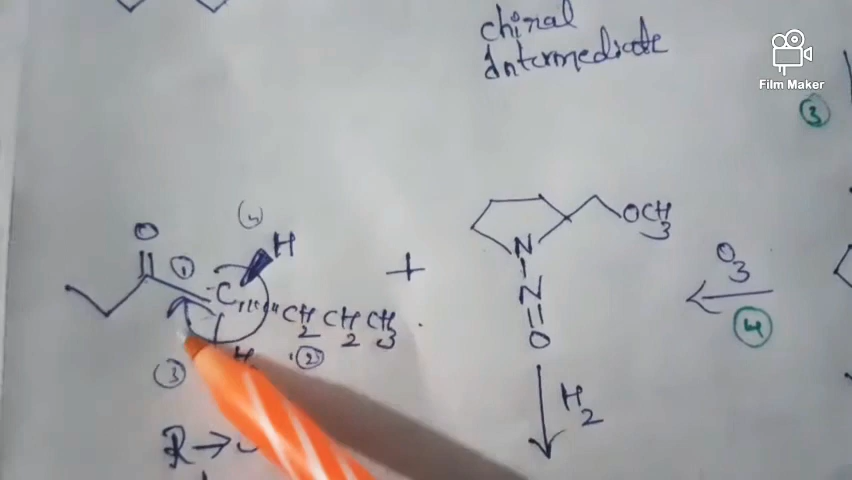 chiral
Intermediate
Film Maker
3
4
O
1
H
C
CH2 CH2 CH3
2
3
+
OCH3
N
N
O
O3
4
H2
R →